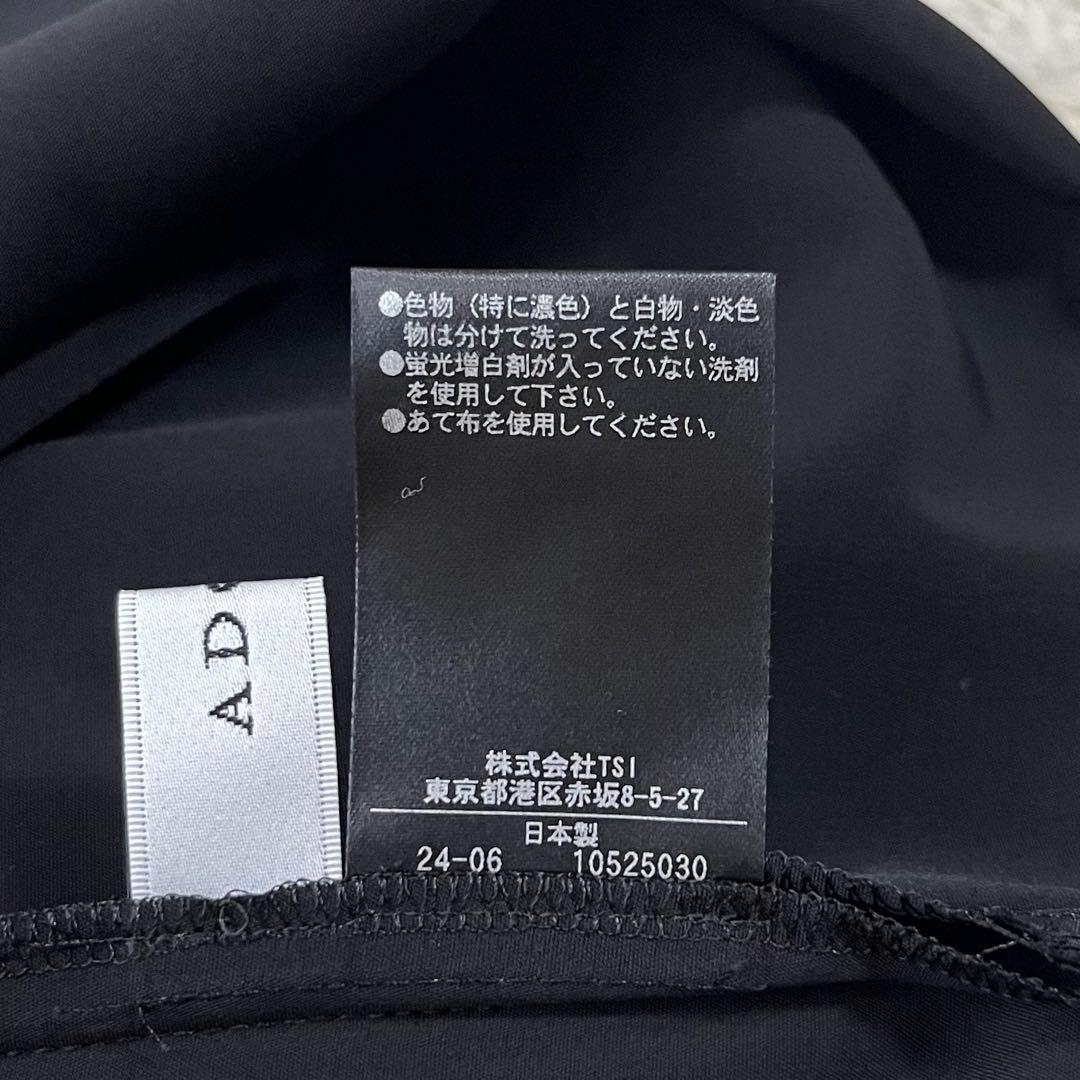 ●色物（特に濃色）と白物・淡色
物は分けて洗ってください。
●蛍光増白剤が入っていない洗剤
を使用して下さい。
●あて布を使用してください。
AD
株式会社TSI
東京都港区赤坂8-5-27
日本製
24-06 10525030